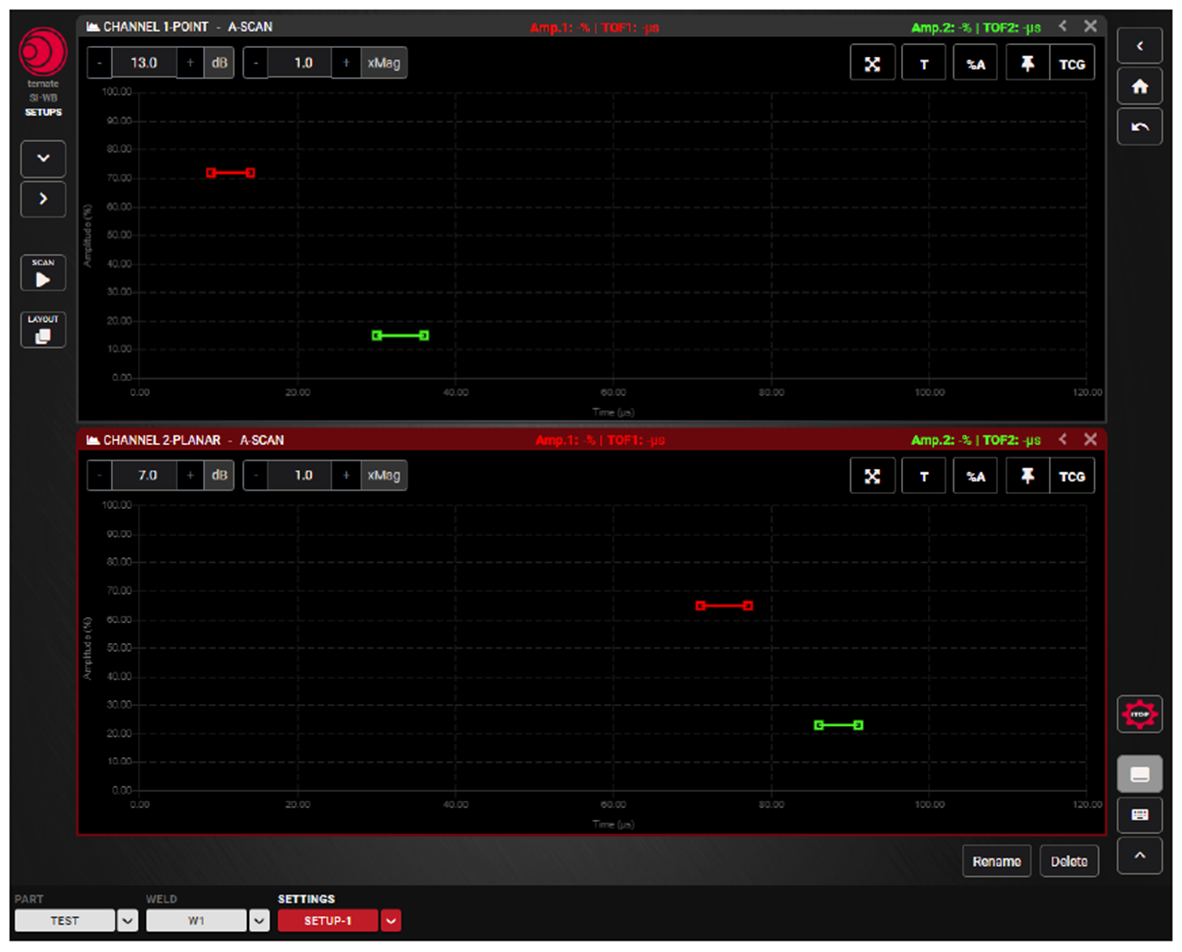 CHANNEL 1-POINT - A-SCAN Amp.1: -% | TOF1: -µs Amp.2: -% | TOF2: -µs
- 13.0 + dB - 1.0 + xMag T %A TCG
temate
SI-WB
SETUPS
100.00
90.00
80.00
70.00
60.00
50.00
40.00
30.00
20.00
10.00
0.00
Amplitude (%)
0.00 20.00 40.00 60.00 80.00 100.00 120.00
Time (µs)
SCAN
LAYOUT
CHANNEL 2-PLANAR - A-SCAN Amp.1: -% | TOF1: -µs Amp.2: -% | TOF2: -µs
- 7.0 + dB - 1.0 + xMag T %A TCG
100.00
90.00
80.00
70.00
60.00
50.00
40.00
30.00
20.00
10.00
0.00
Amplitude (%)
0.00 20.00 40.00 60.00 80.00 100.00 120.00
Time (µs)
STOP
Rename Delete
PART WELD SETTINGS
TEST W1 SETUP-1